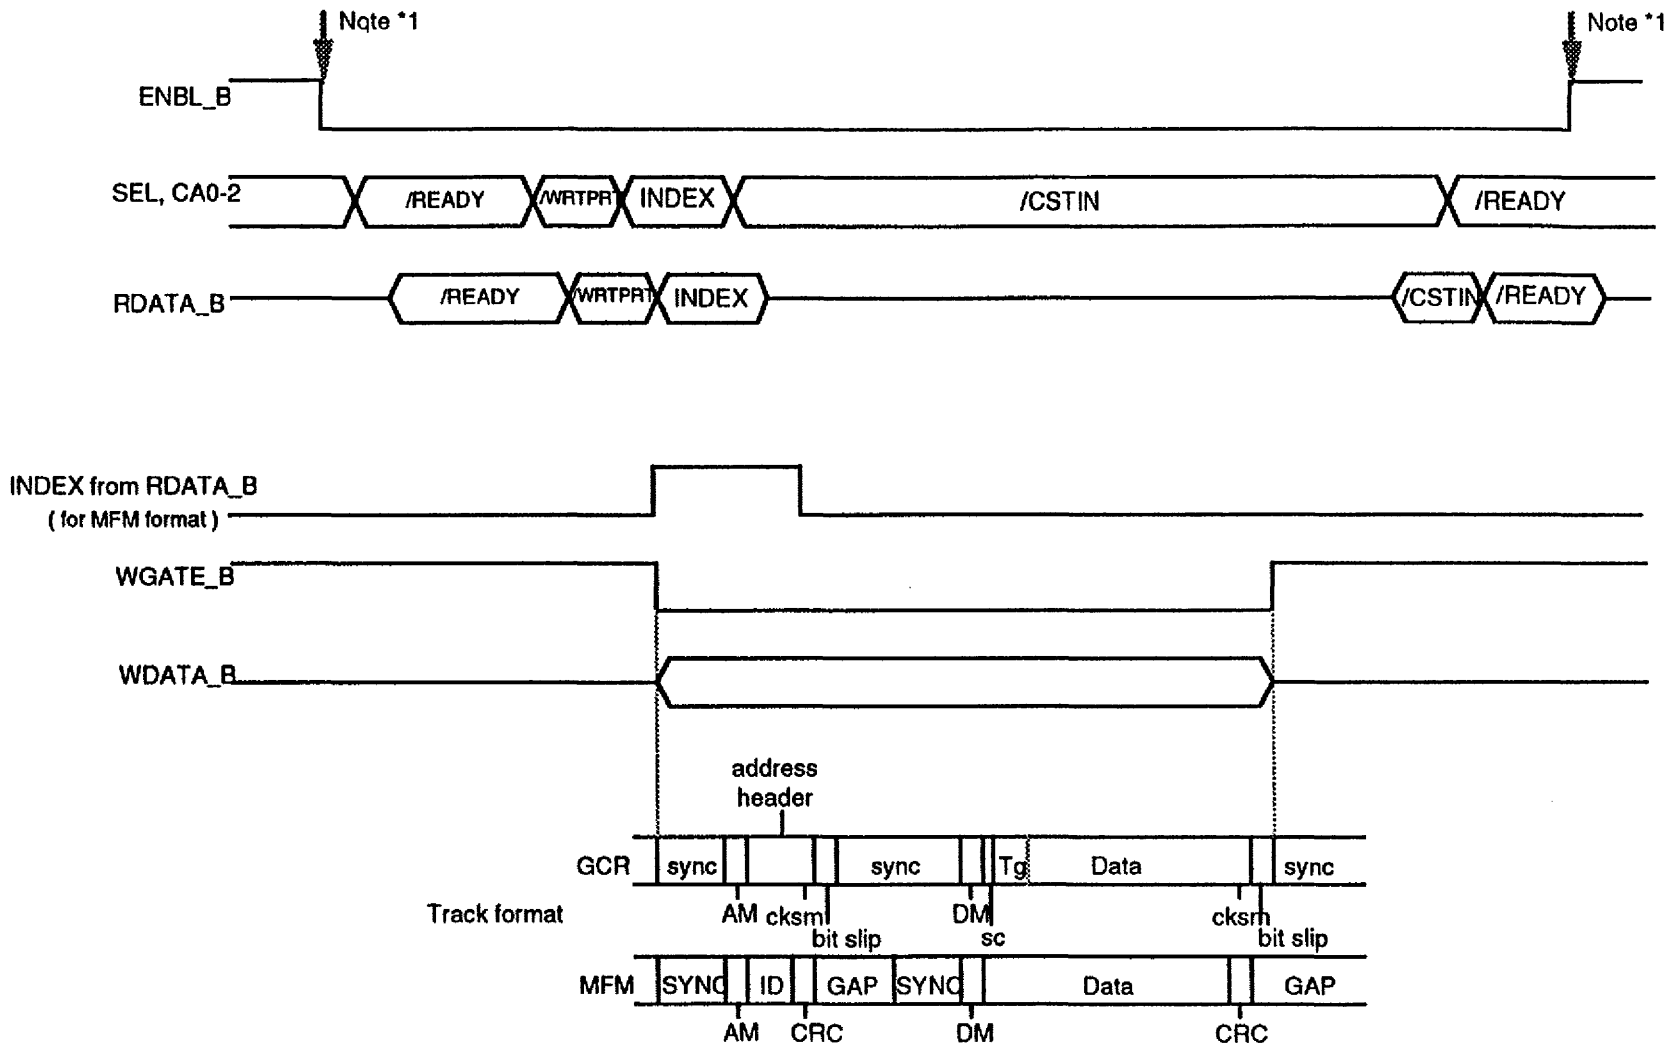 Nqte *1
Note *1
ENBL_B
SEL, CA0-2
/READY
/WRTPRT
INDEX
/CSTIN
/READY
RDATA_B
/READY
/WRTPRT
INDEX
/CSTIN
/READY
INDEX from RDATA_B
( for MFM format )
WGATE_B
WDATA_B
address
header
GCR
sync
sync
Tg
Data
sync
Track format
AM
cksm
DM
cksm
bit slip
sc
bit slip
MFM
SYNC
ID
GAP
SYNC
Data
GAP
AM
CRC
DM
CRC